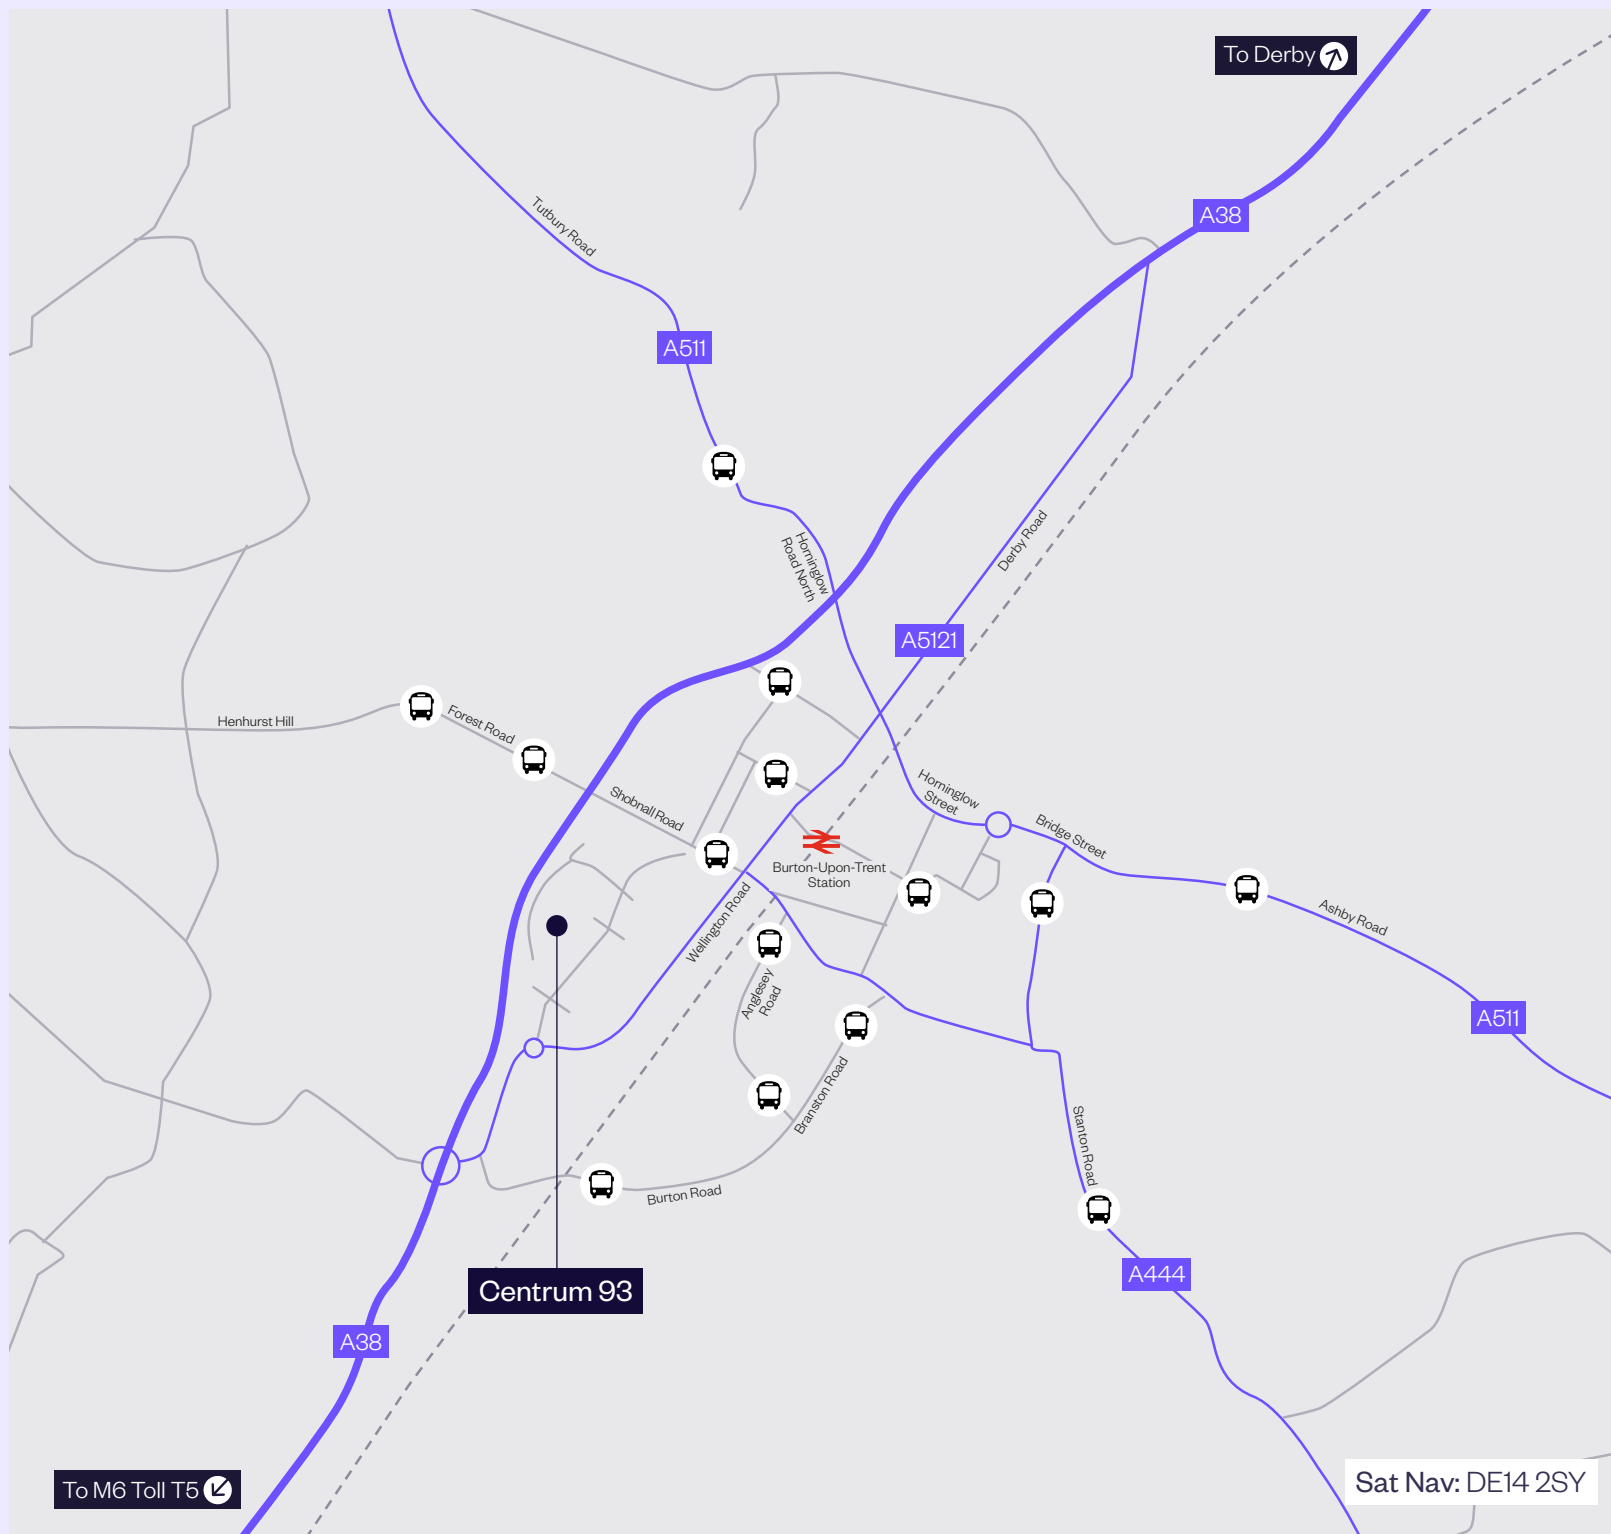 To Derby
A38
Tutbury Road
A511
Horninglow
Road North
Derby Road
A5121
Henhurst Hill
Forest Road
Shobnall Road
Horninglow
Street
Bridge Street
Burton-Upon-Trent
Station
Wellington Road
Ashby Road
Anglesey
Road
A511
Branston Road
Stanton Road
Burton Road
A444
Centrum 93
A38
To M6 Toll T5
Sat Nav: DE14 2SY